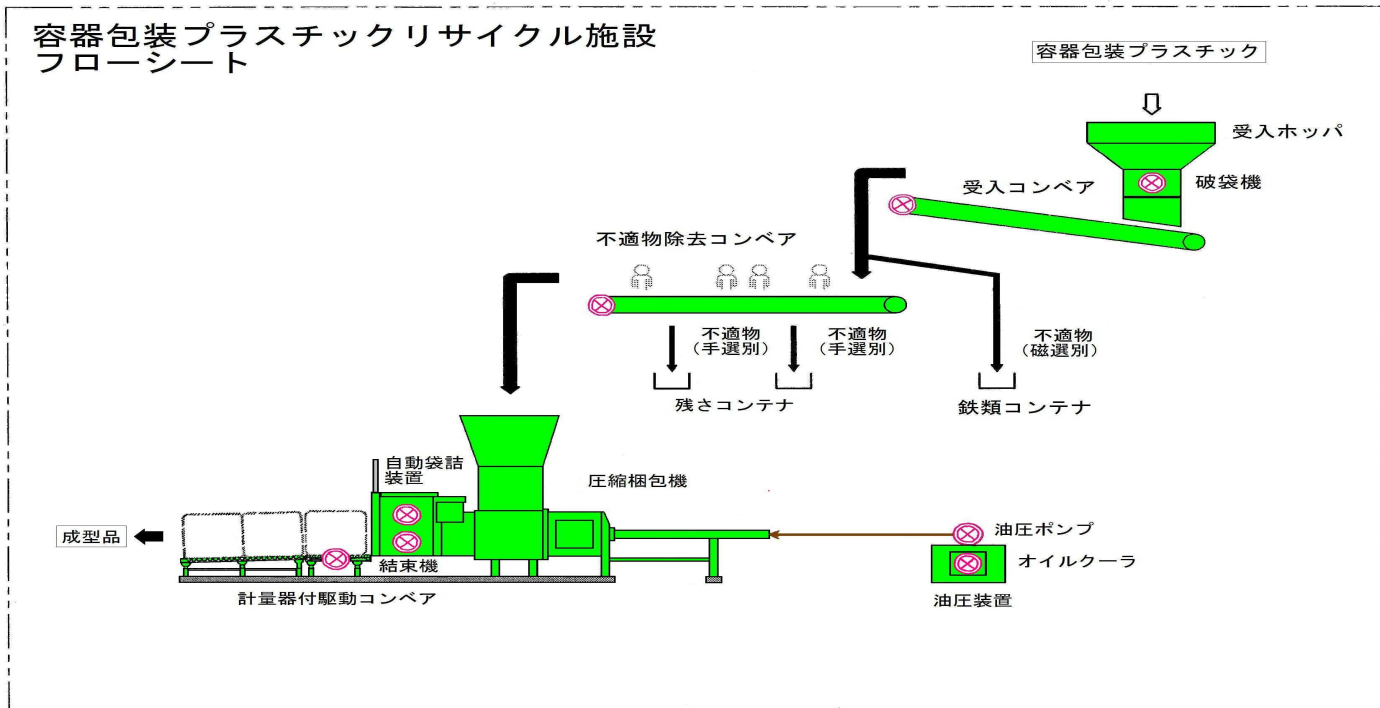 容器包装プラスチックリサイクル施設
フローシート
容器包装プラスチック
受入ホッパ
破袋機
受入コンベア
不適物除去コンベア
不適物
(手選別)
不適物
(手選別)
不適物
(磁選別)
残さコンテナ
鉄類コンテナ
自動袋詰
装置
圧縮梱包機
成型品
結束機
計量器付駆動コンベア
油圧ポンプ
オイルクーラ
油圧装置